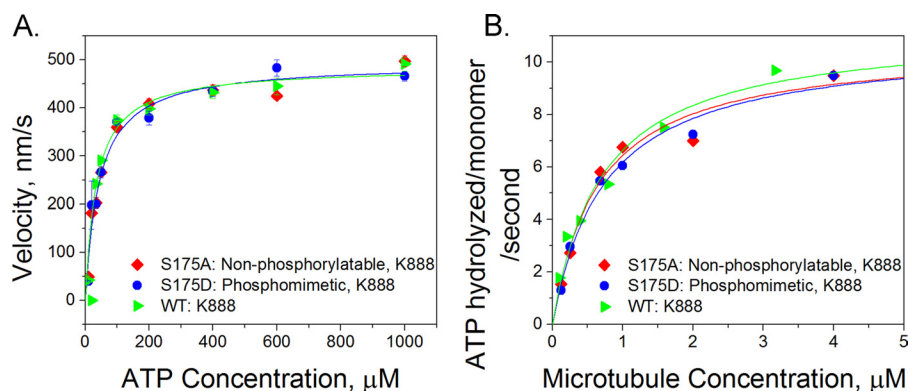 A.
500
400
300
200
100
0
Velocity, nm/s
S175A: Non-phosphorylatable, K888
S175D: Phosphomimetic, K888
WT: K888
0 200 400 600 800 1000
ATP Concentration, μM
B.
10
8
6
4
2
0
ATP hydrolyzed/monomer
/second
S175A: Non-phosphorylatable, K888
S175D: Phosphomimetic, K888
WT: K888
0 1 2 3 4 5
Microtubule Concentration, μM